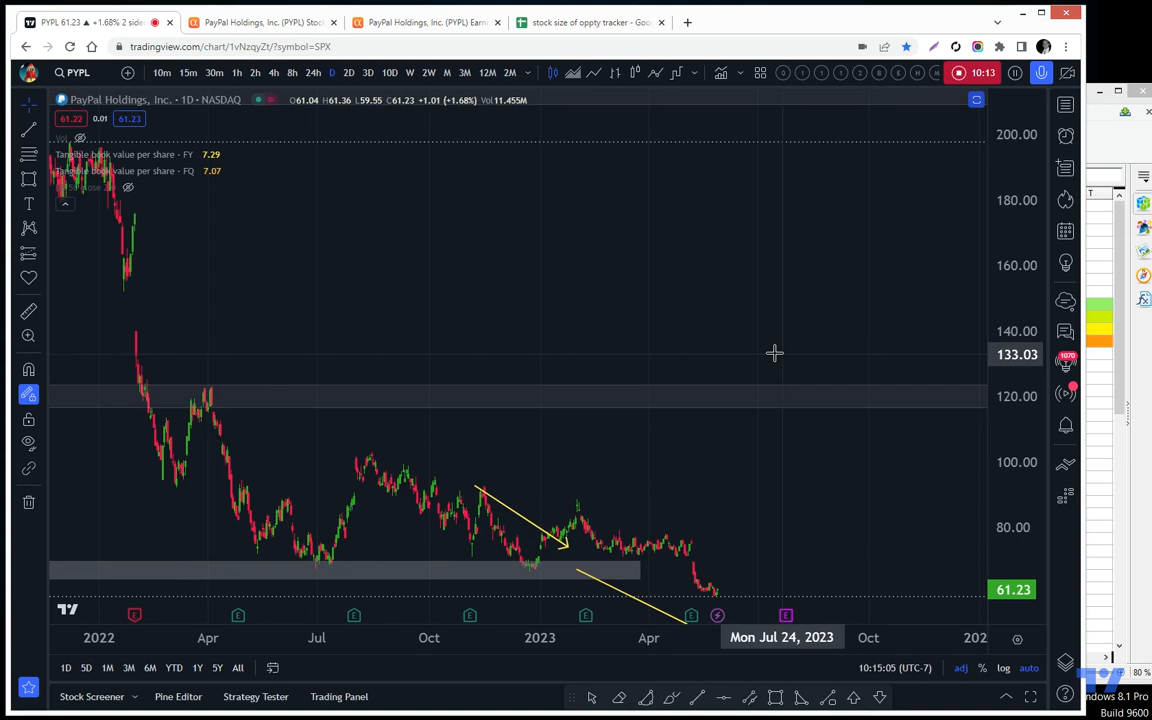 PYPL 61.23 ▲ +1.68% 2 side
PayPal Holdings, Inc. (PYPL) Stock
PayPal Holdings, Inc. (PYPL) Earni
stock size of oppty tracker - Goo
tradingview.com/chart/1vNzqyZt/?symbol=SPX
PYPL 10m 15m 30m 1h 2h 4h 8h 24h D 2D 3D 10D W 2W M 3M 12M 2M 10:13
PayPal Holdings, Inc. · 1D · NASDAQ O61.04 H61.36 L59.55 C61.23 +1.01 (+1.68%) Vol11.455M
61.22 0.01 61.23
Vol
Tangible book value per share · FY 7.29
Tangible book value per share · FQ 7.07
200.00
180.00
160.00
140.00
133.03
120.00
100.00
80.00
61.23
1070
T
2022 Apr Jul Oct 2023 Apr Mon Jul 24, 2023 Oct 202
1D 5D 1M 3M 6M YTD 1Y 5Y All 10:15:05 (UTC-7) adj % log auto
80 %
Stock Screener Pine Editor Strategy Tester Trading Panel
ndows 8.1 Pro
Build 9600